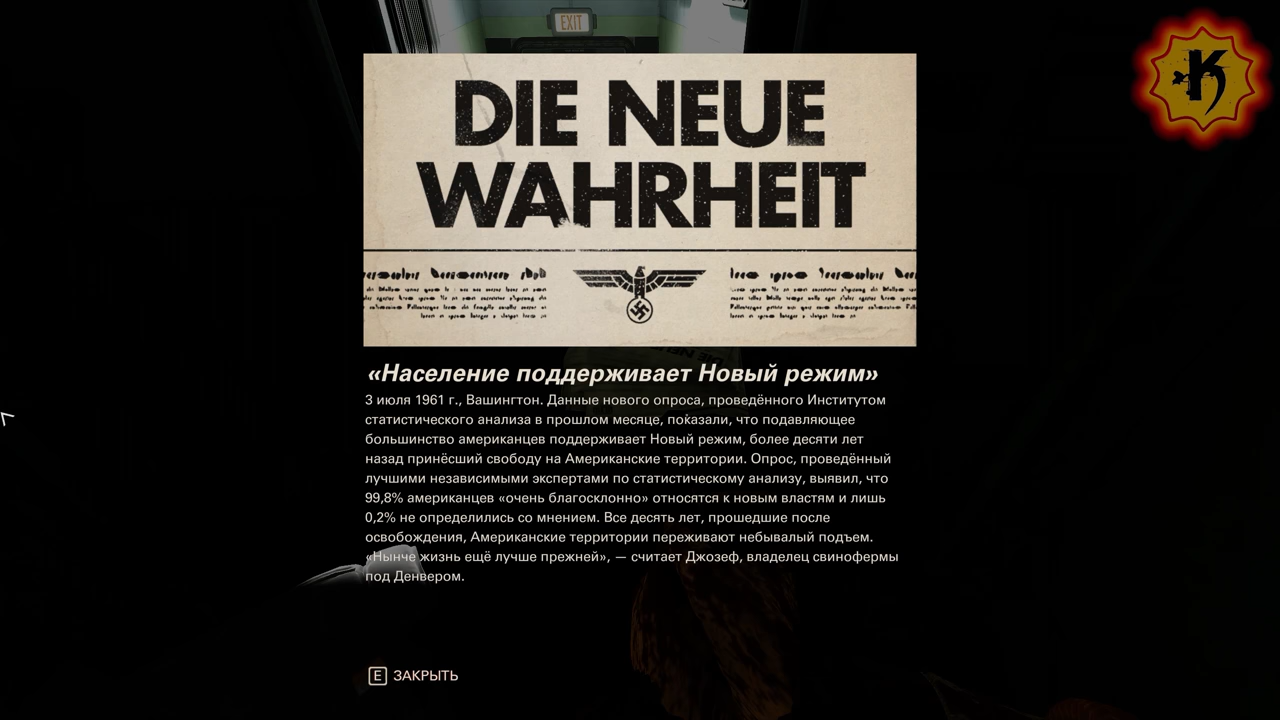 EXIT
DIE NEUE
WAHRHEIT
«Население поддерживает Новый режим»
3 июля 1961 г., Вашингтон. Данные нового опроса, проведённого Институтом
статистического анализа в прошлом месяце, показали, что подавляющее
большинство американцев поддерживает Новый режим, более десяти лет
назад принёсший свободу на Американские территории. Опрос, проведённый
лучшими независимыми экспертами по статистическому анализу, выявил, что
99,8% американцев «очень благосклонно» относятся к новым властям и лишь
0,2% не определились со мнением. Все десять лет, прошедшие после
освобождения, Американские территории переживают небывалый подъем.
«Нынче жизнь ещё лучше прежней», — считает Джозеф, владелец свинофермы
под Денвером.
E ЗАКРЫТЬ